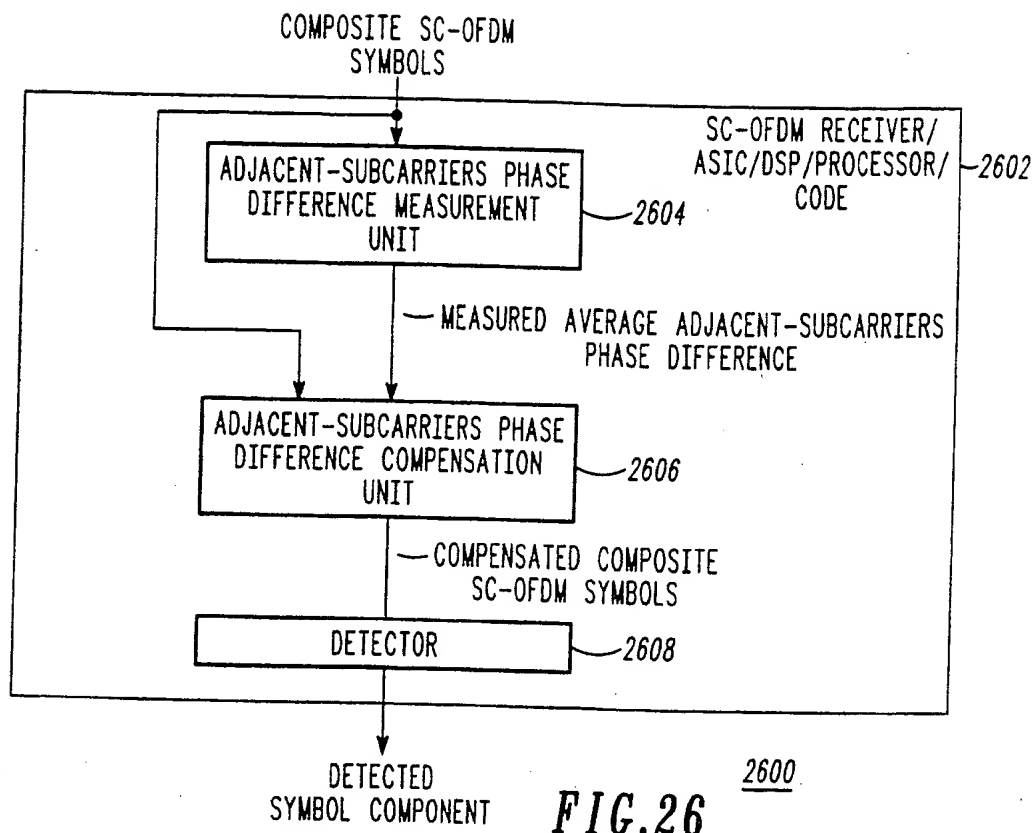 COMPOSITE SC-OFDM
SYMBOLS
SC-OFDM RECEIVER/
ASIC/DSP/PROCESSOR/
CODE
2602
ADJACENT-SUBCARRIERS PHASE
DIFFERENCE MEASUREMENT
UNIT
2604
MEASURED AVERAGE ADJACENT-SUBCARRIERS
PHASE DIFFERENCE
ADJACENT-SUBCARRIERS PHASE
DIFFERENCE COMPENSATION
UNIT
2606
COMPENSATED COMPOSITE
SC-OFDM SYMBOLS
DETECTOR
2608
DETECTED
SYMBOL COMPONENT
2600
FIG.26